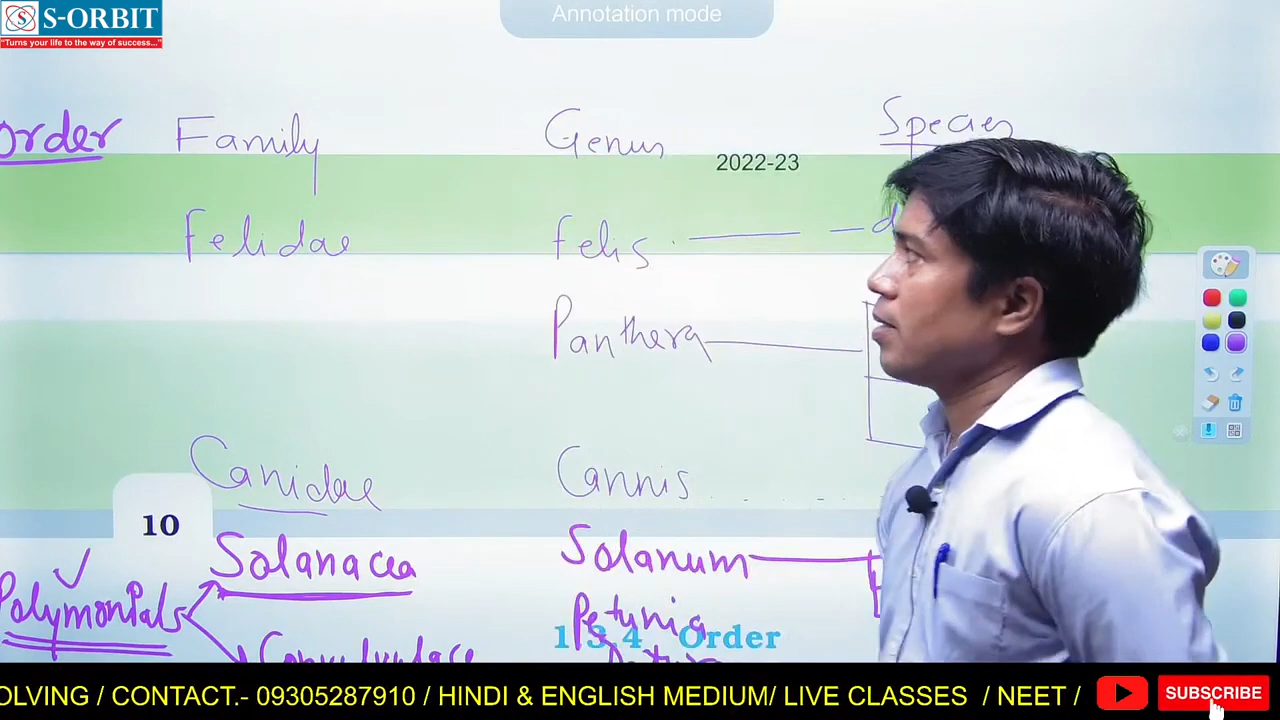 Annotation mode
S-ORBIT
"Turns your life to the way of success..."
Order Family Genus Species
2022-23
Felidae Felis
Panthera
Canidae Cannis
10
Solanacea Solanum
Polymonials Petunia
1.3.4 Order
OLVING / CONTACT.- 09305287910 / HINDI & ENGLISH MEDIUM/ LIVE CLASSES / NEET /
SUBSCRIBE